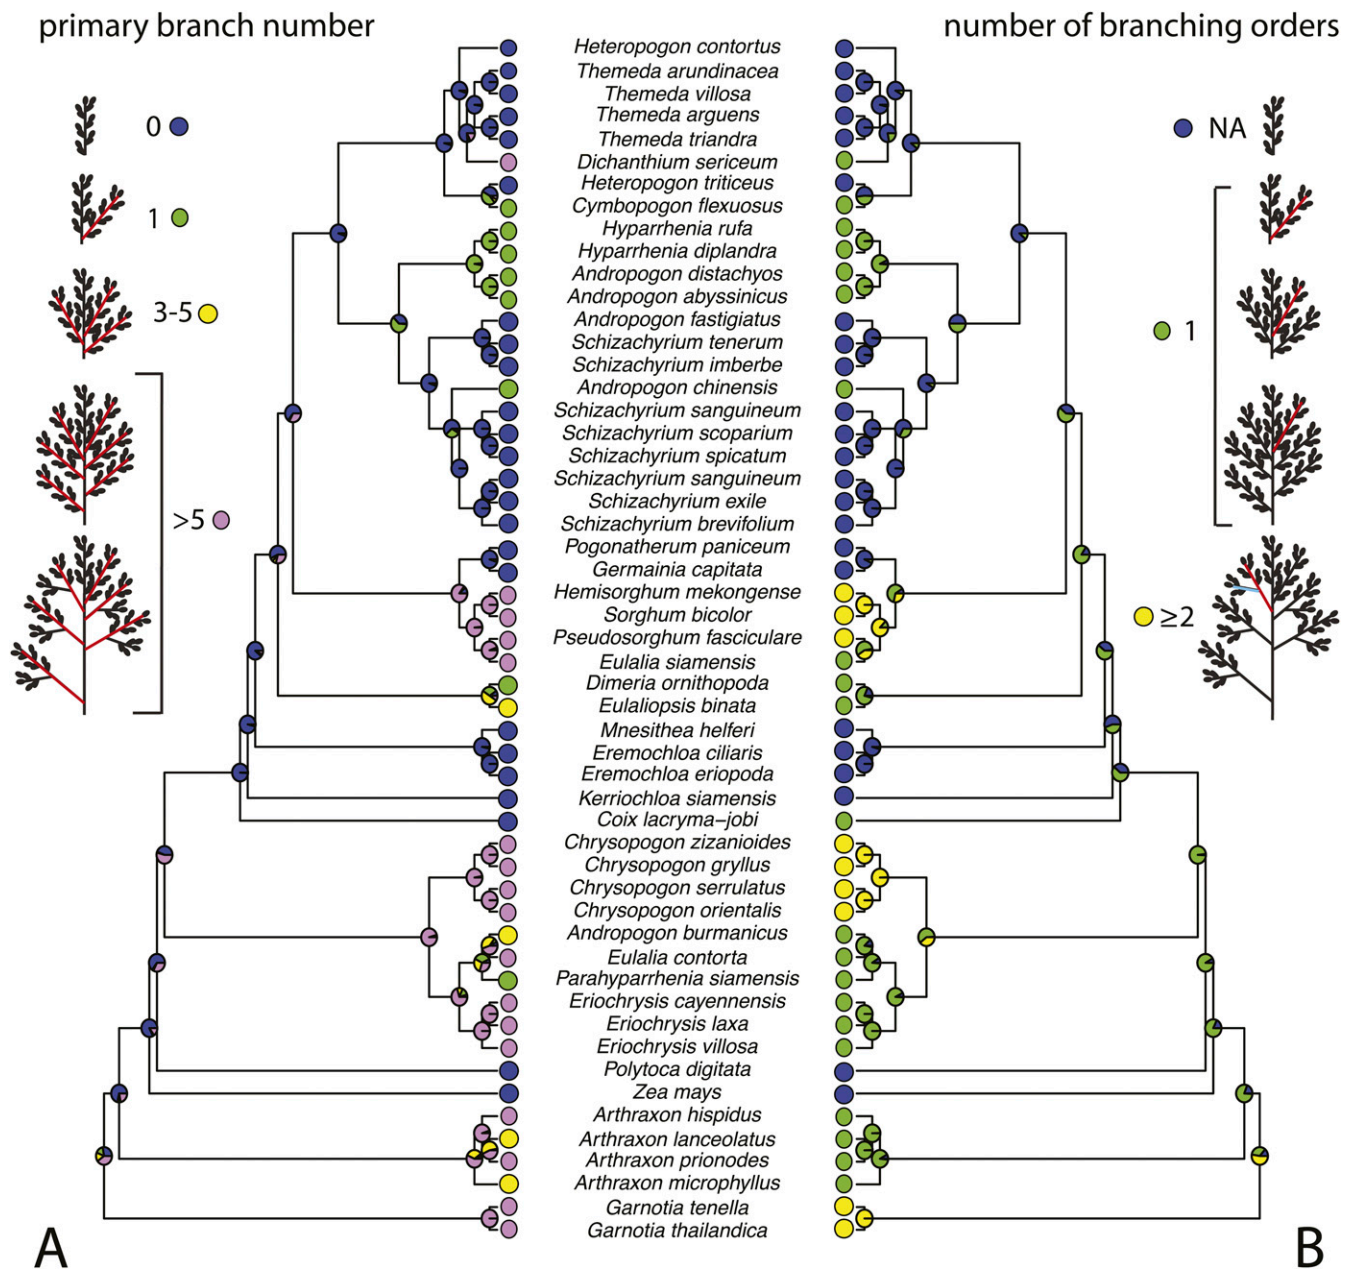 primary branch number
number of branching orders
0
1
3-5
>5
Heteropogon contortus
Themeda arundinacea
Themeda villosa
Themeda arguens
Themeda triandra
Dichanthium sericeum
Heteropogon triticeus
Cymbopogon flexuosus
Hyparrhenia rufa
Hyparrhenia diplandra
Andropogon distachyos
Andropogon abyssinicus
Andropogon fastigiatus
Schizachyrium tenerum
Schizachyrium imberbe
Andropogon chinensis
Schizachyrium sanguineum
Schizachyrium scoparium
Schizachyrium spicatum
Schizachyrium sanguineum
Schizachyrium exile
Schizachyrium brevifolium
Pogonatherum paniceum
Germainia capitata
Hemisorghum mekongense
Sorghum bicolor
Pseudosorghum fasciculare
Eulalia siamensis
Dimeria ornithopoda
Eulaliopsis binata
Mnesithea helferi
Eremochloa ciliaris
Eremochloa eriopoda
Kerriochloa siamensis
Coix lacryma–jobi
Chrysopogon zizanioides
Chrysopogon gryllus
Chrysopogon serrulatus
Chrysopogon orientalis
Andropogon burmanicus
Eulalia contorta
Parahyparrhenia siamensis
Eriochrysis cayennensis
Eriochrysis laxa
Eriochrysis villosa
Polytoca digitata
Zea mays
Arthraxon hispidus
Arthraxon lanceolatus
Arthraxon prionodes
Arthraxon microphyllus
Garnotia tenella
Garnotia thailandica
NA
1
≥2
A
B